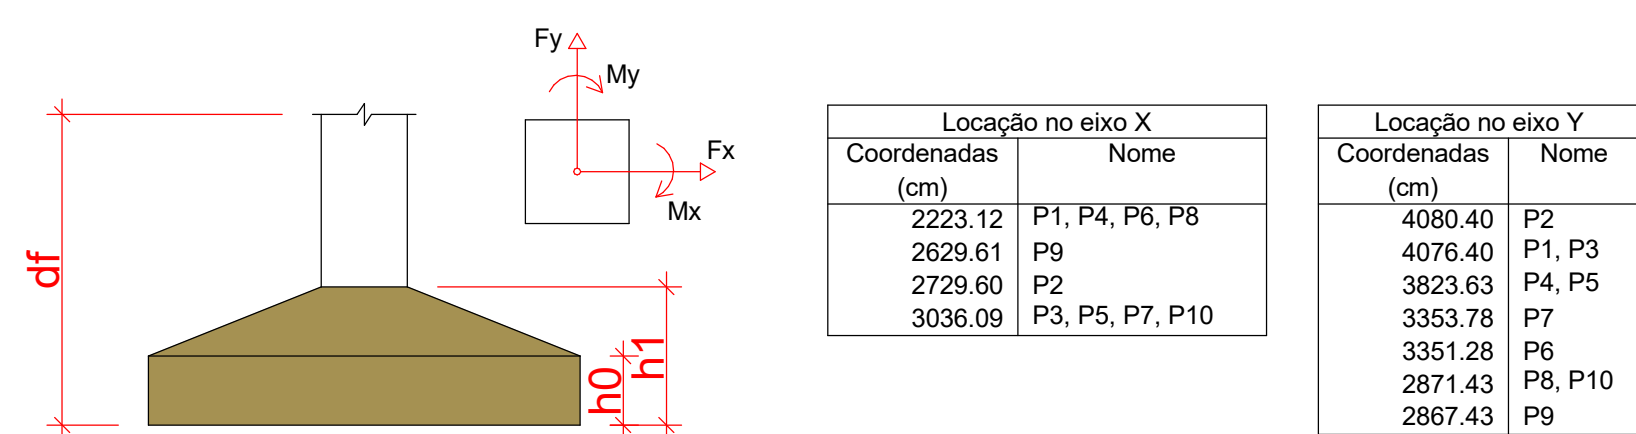 Fy
My
Fx
Mx
df
h1
h0
Locação no eixo X
Coordenadas (cm) Nome
2223.12 P1, P4, P6, P8
2629.61 P9
2729.60 P2
3036.09 P3, P5, P7, P10
Locação no eixo Y
Coordenadas (cm) Nome
4080.40 P2
4076.40 P1, P3
3823.63 P4, P5
3353.78 P7
3351.28 P6
2871.43 P8, P10
2867.43 P9